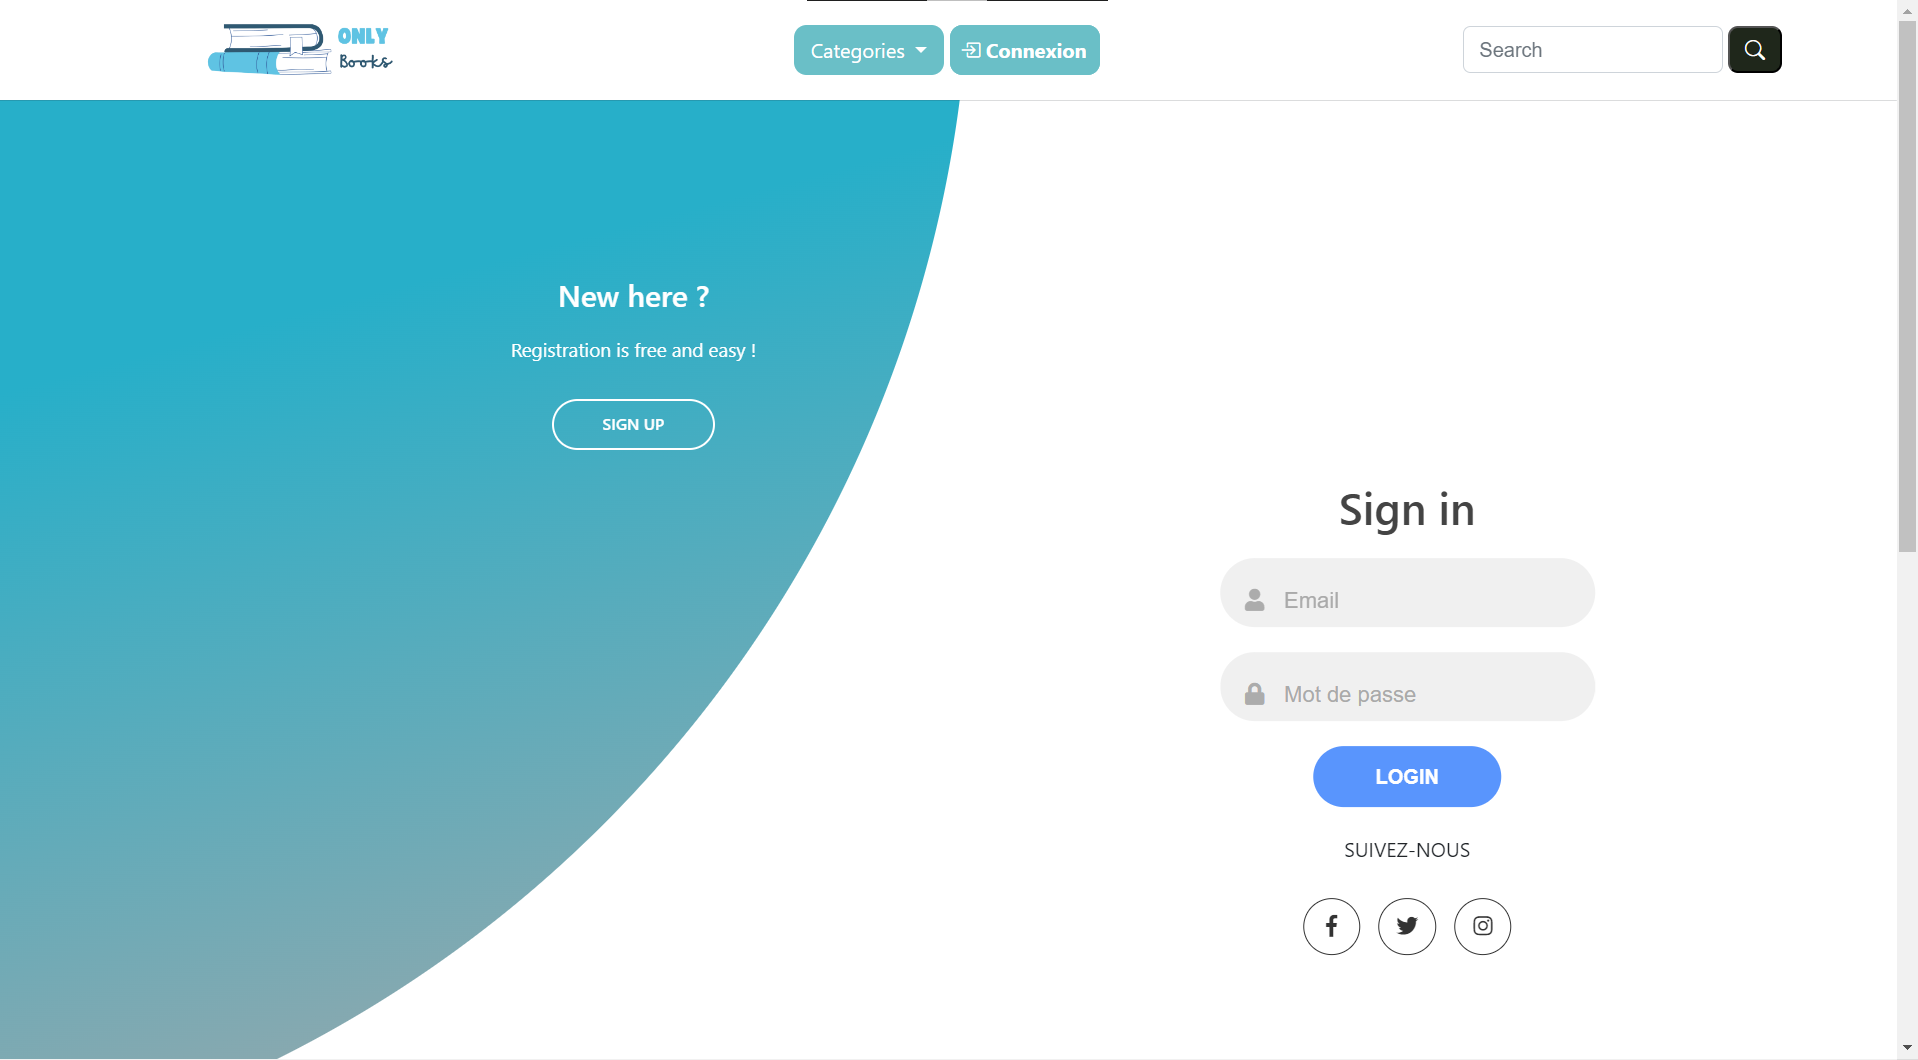 ONLY
Books
Categories
Connexion
Search
New here ?
Registration is free and easy !
SIGN UP
Sign in
Email
Mot de passe
LOGIN
SUIVEZ-NOUS